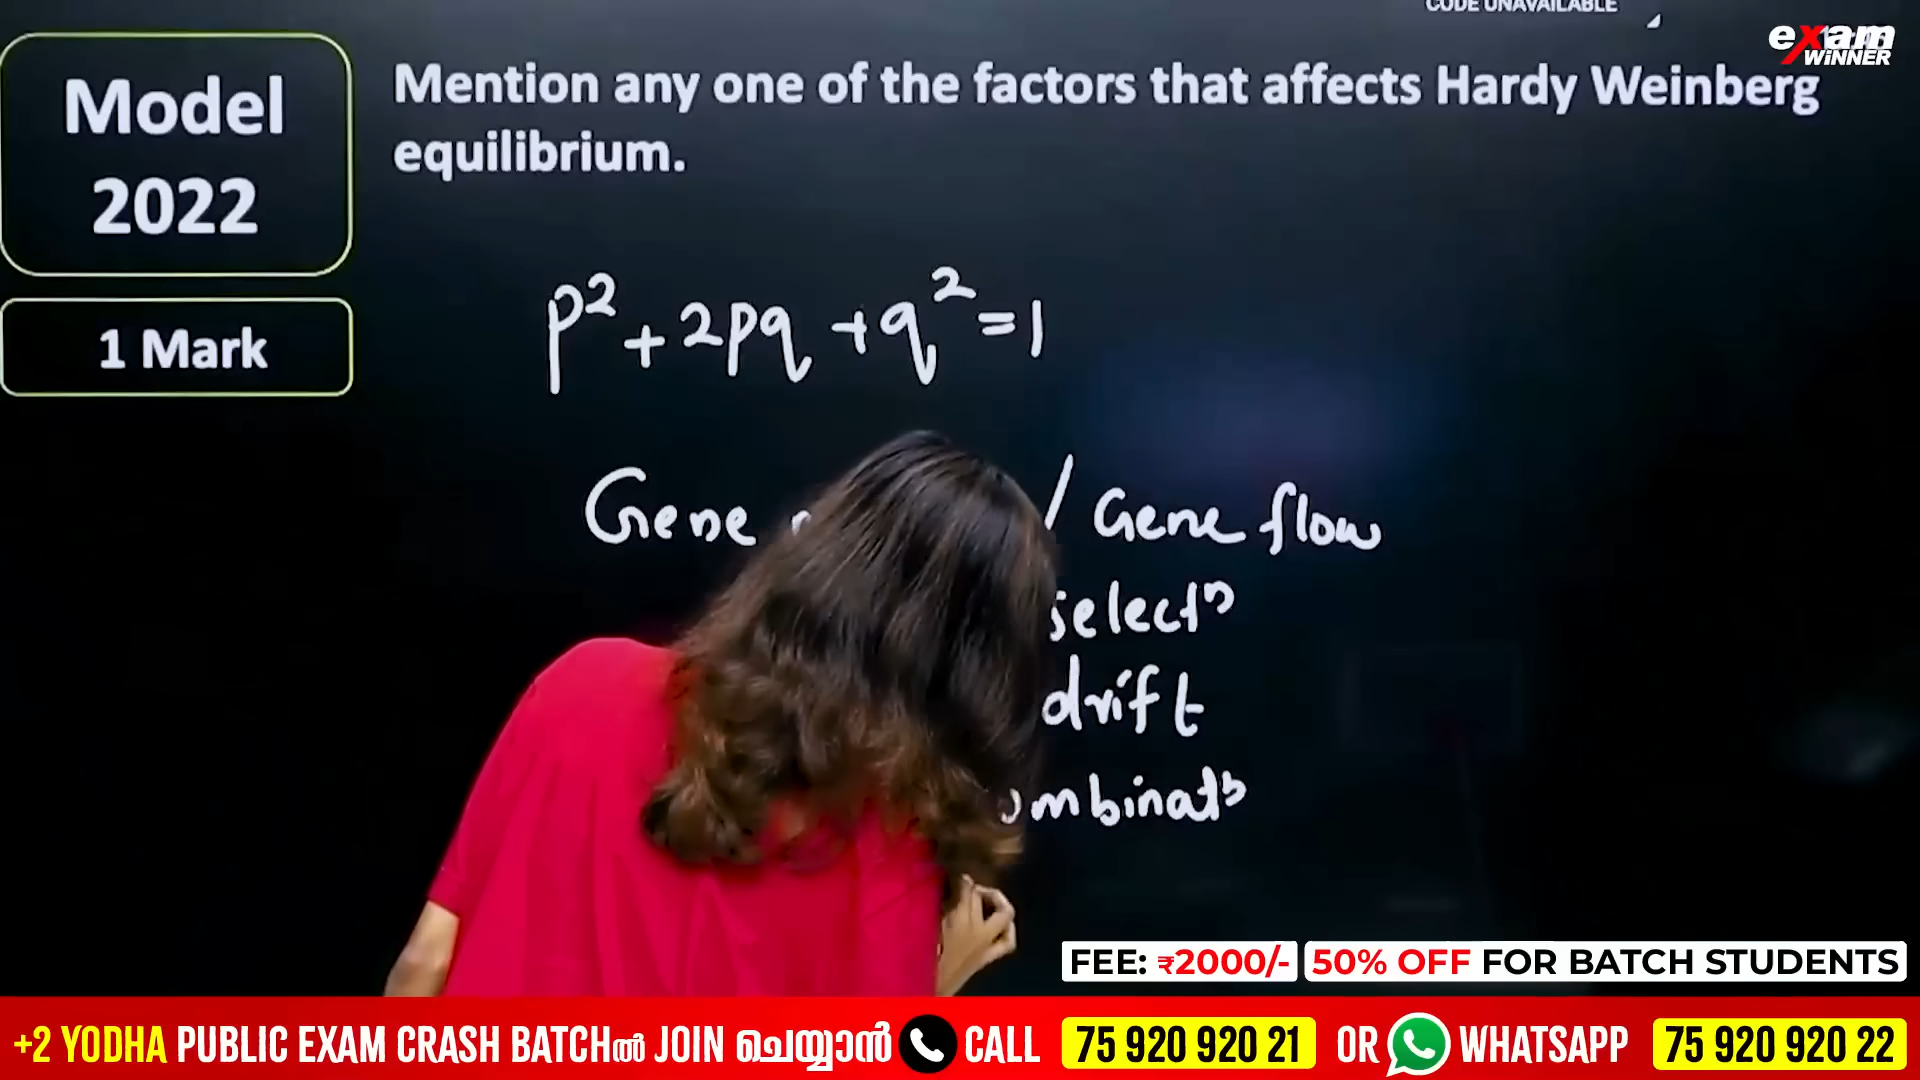 CODE UNAVAILABLE
exam
WiNNER
Model
2022
1 Mark
Mention any one of the factors that affects Hardy Weinberg
equilibrium.
p² + 2pq + q² = 1
Gene / Gene flow
drift
FEE: ₹2000/- 50% OFF FOR BATCH STUDENTS
+2 YODHA PUBLIC EXAM CRASH BATCHൽ JOIN ചെയ്യാൻ CALL 75 920 920 21 OR WHATSAPP 75 920 920 22